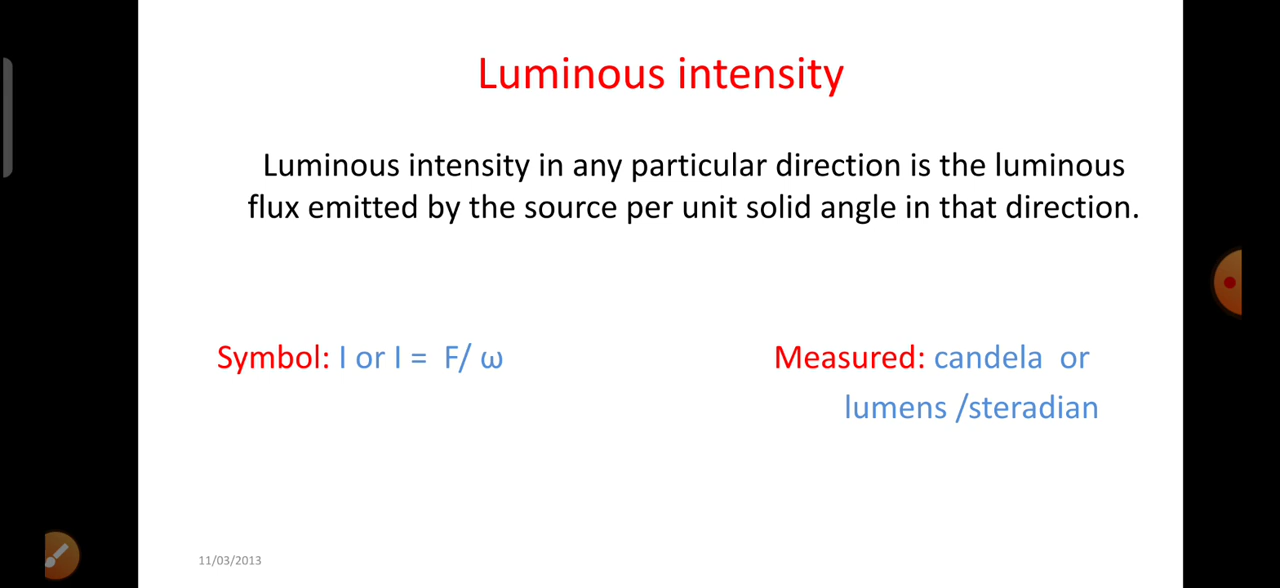 Luminous intensity
Luminous intensity in any particular direction is the luminous
flux emitted by the source per unit solid angle in that direction.
Symbol: I or I = F/ ω
Measured: candela or
lumens /steradian
11/03/2013